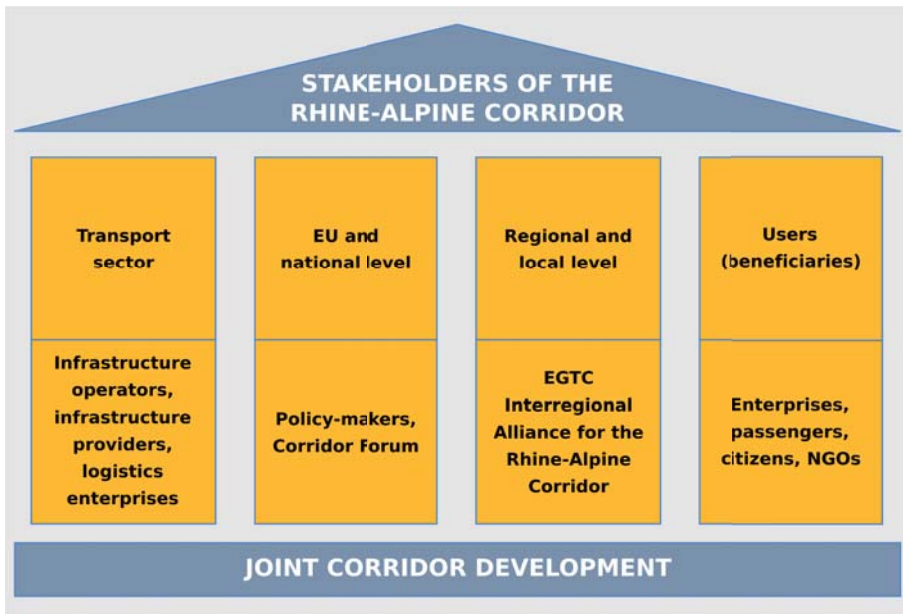 STAKEHOLDERS OF THE
RHINE-ALPINE CORRIDOR
Transport
sector
Infrastructure
operators,
infrastructure
providers,
logistics
enterprises
EU and
national level
Policy-makers,
Corridor Forum
Regional and
local level
EGTC
Interregional
Alliance for the
Rhine-Alpine
Corridor
Users
(beneficiaries)
Enterprises,
passengers,
citizens, NGOs
JOINT CORRIDOR DEVELOPMENT